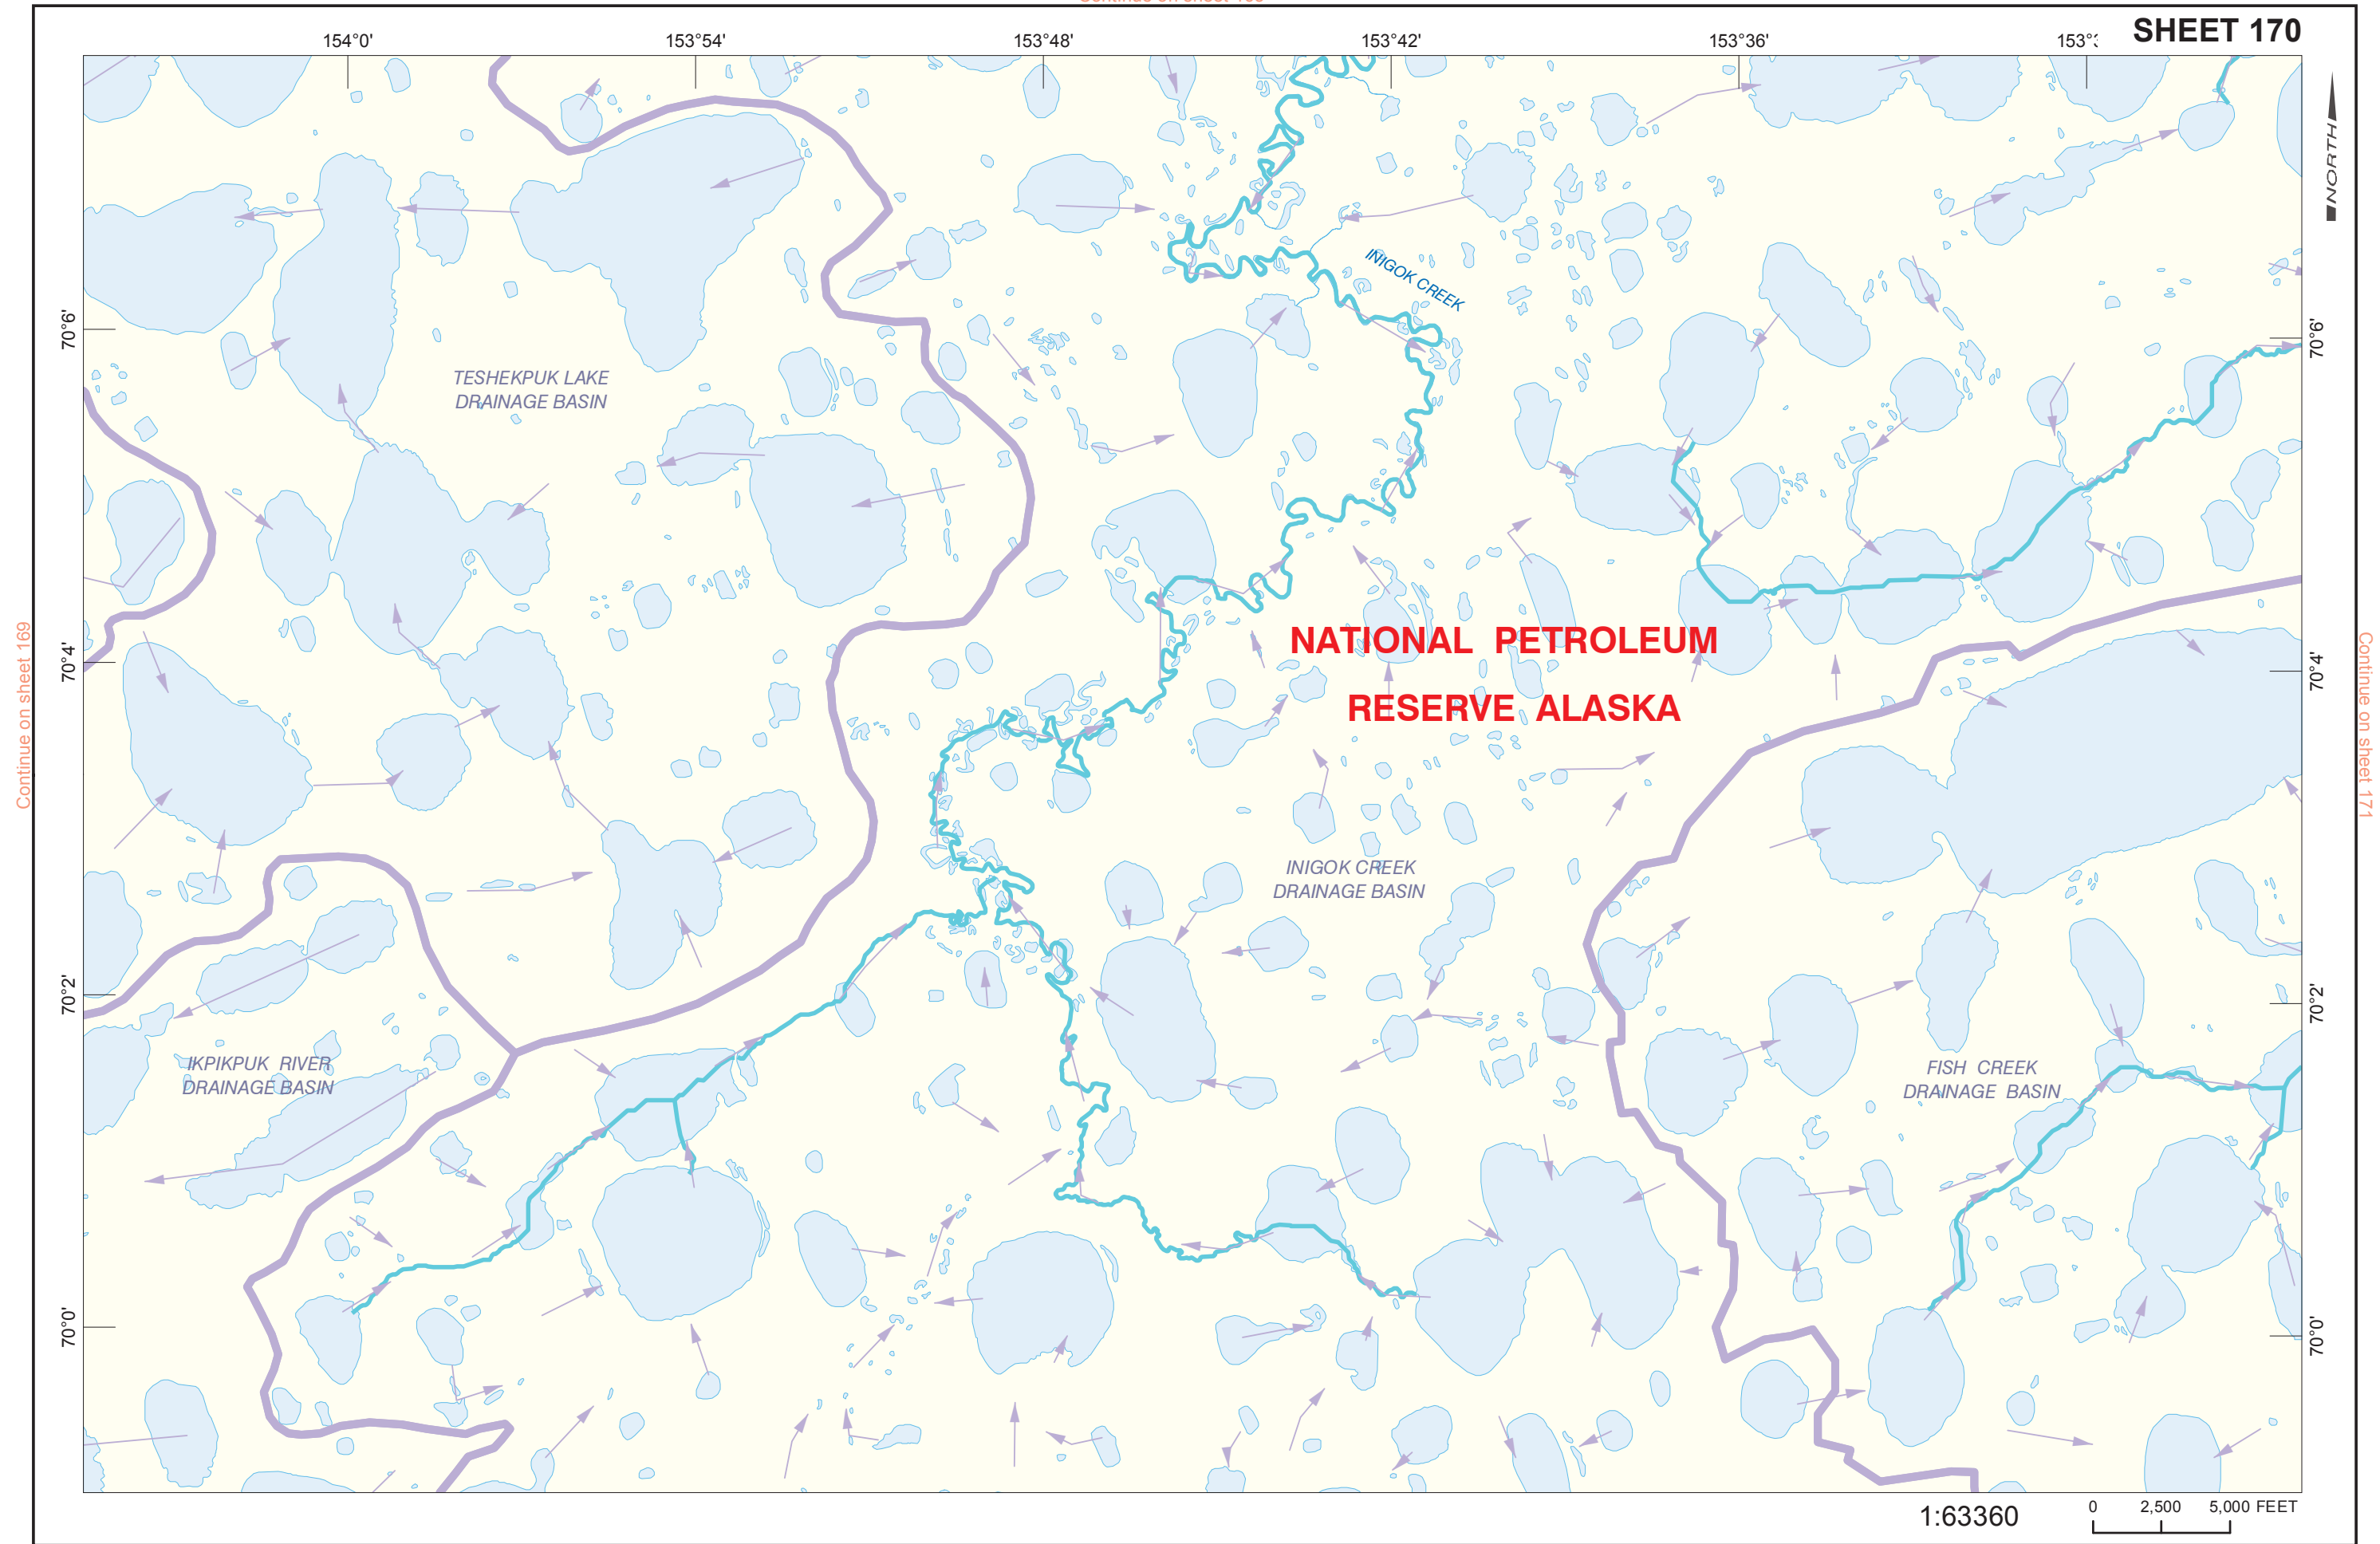 SHEET 170
154°0'
153°54'
153°48'
153°42'
153°36'
NORTH
INIGOK CREEK
70°6'
70°6'
TESHEKPUK LAKE
DRAINAGE BASIN
Continue on sheet 169
Continue on sheet 171
NATIONAL PETROLEUM
RESERVE ALASKA
70°4'
70°4'
INIGOK CREEK
DRAINAGE BASIN
70°2'
70°2'
IKPIKPUK RIVER
DRAINAGE BASIN
FISH CREEK
DRAINAGE BASIN
70°0'
70°0'
1:63360
0 2,500 5,000 FEET